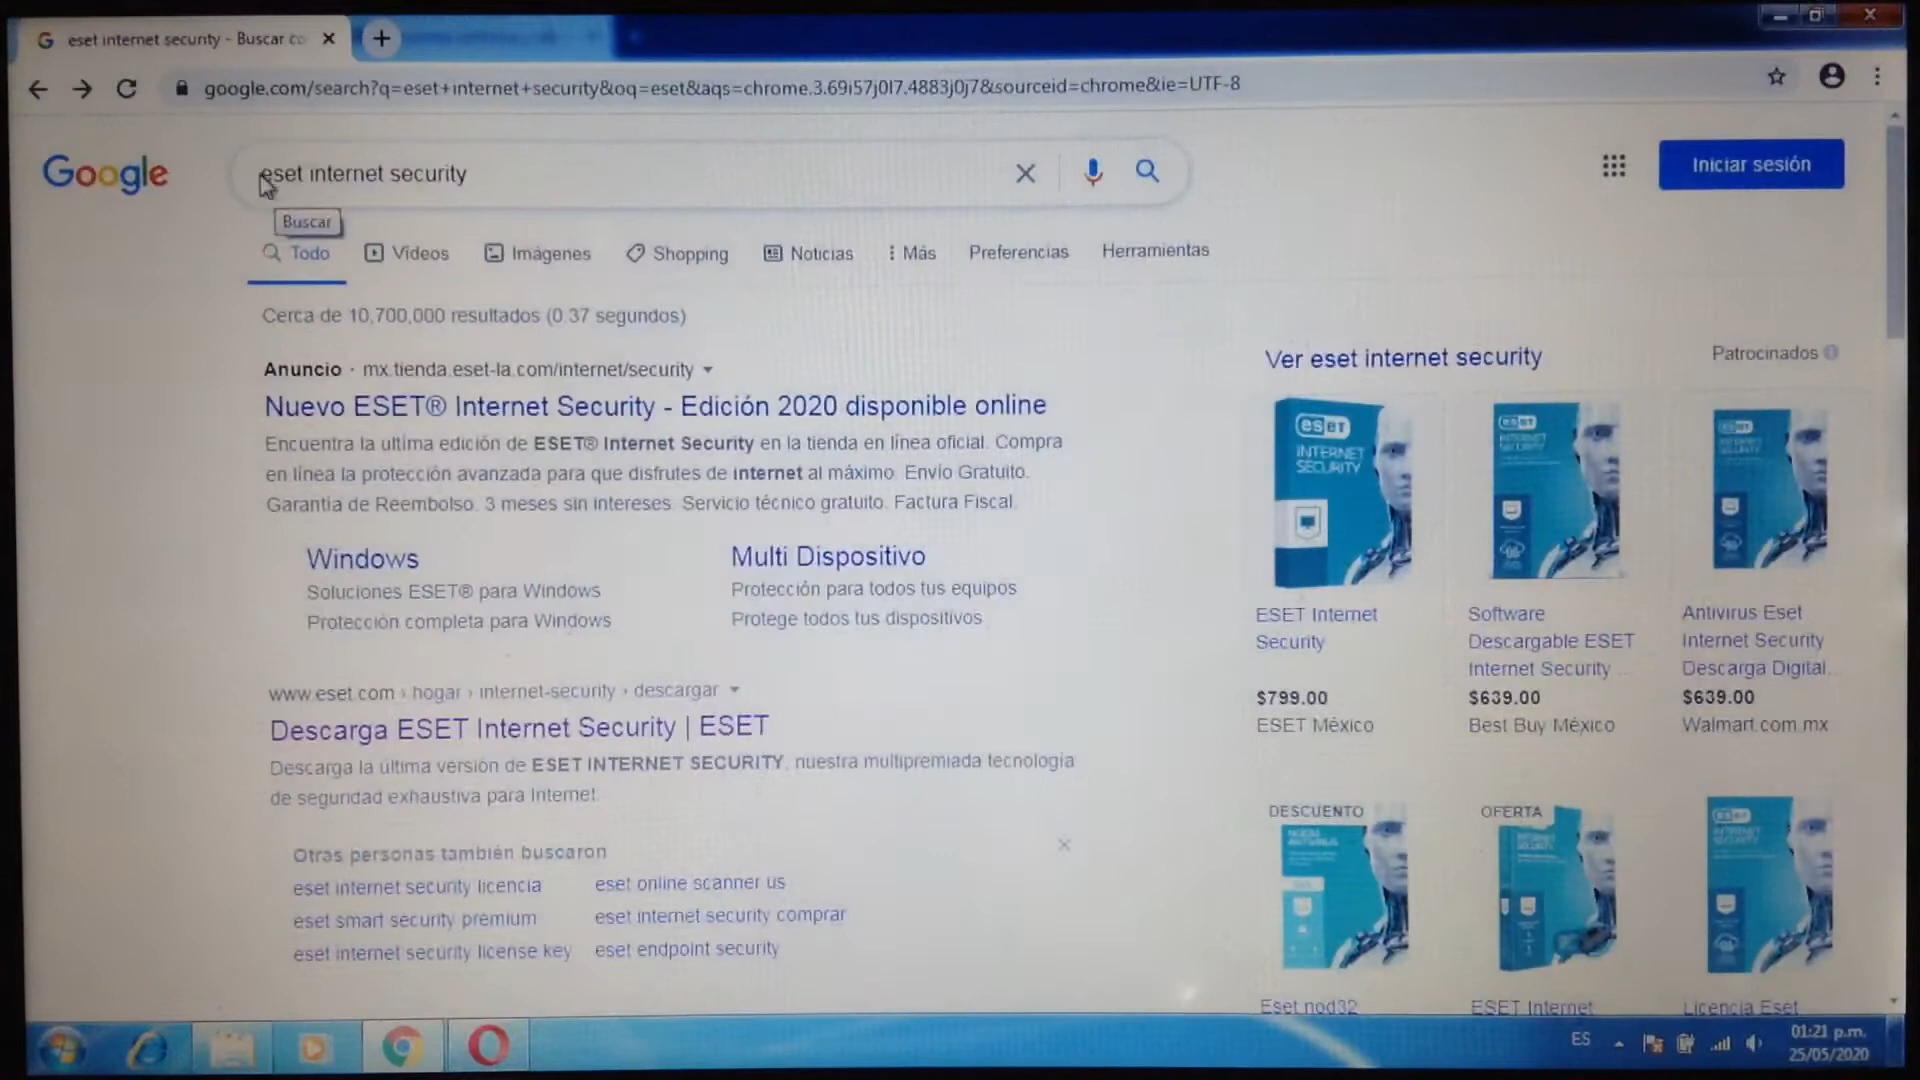 eset internet security - Buscar co
google.com/search?q=eset+internet+security&oq=eset&aqs=chrome.3.69i57j0l7.4883j0j7&sourceid=chrome&ie=UTF-8
Google
eset internet security
Iniciar sesión
Buscar
Todo
Vídeos
Imágenes
Shopping
Noticias
Más
Preferencias
Herramientas
Cerca de 10,700,000 resultados (0.37 segundos)
Anuncio · mx.tienda.eset-la.com/internet/security
Nuevo ESET® Internet Security - Edición 2020 disponible online
Encuentra la ultima edición de ESET® Internet Security en la tienda en línea oficial. Compra
en línea la protección avanzada para que disfrutes de internet al máximo. Envío Gratuito.
Garantía de Reembolso. 3 meses sin intereses. Servicio técnico gratuito. Factura Fiscal.
Windows
Soluciones ESET® para Windows
Protección completa para Windows
Multi Dispositivo
Protección para todos tus equipos
Protege todos tus dispositivos
www.eset.com › hogar › internet-security › descargar
Descarga ESET Internet Security | ESET
Descarga la última versión de ESET INTERNET SECURITY, nuestra multipremiada tecnología
de seguridad exhaustiva para Internet.
Otras personas también buscaron
eset internet security licencia
eset online scanner us
eset smart security premium
eset internet security comprar
eset internet security license key
eset endpoint security
Ver eset internet security
Patrocinados
eset
INTERNET
SECURITY
ESET Internet
Security
$799.00
ESET México
Software
Descargable ESET
Internet Security ...
$639.00
Best Buy México
Antivirus Eset
Internet Security
Descarga Digital...
$639.00
Walmart.com.mx
DESCUENTO
Eset nod32
OFERTA
ESET Internet
Licencia Eset
ES
01:21 p.m.
25/05/2020